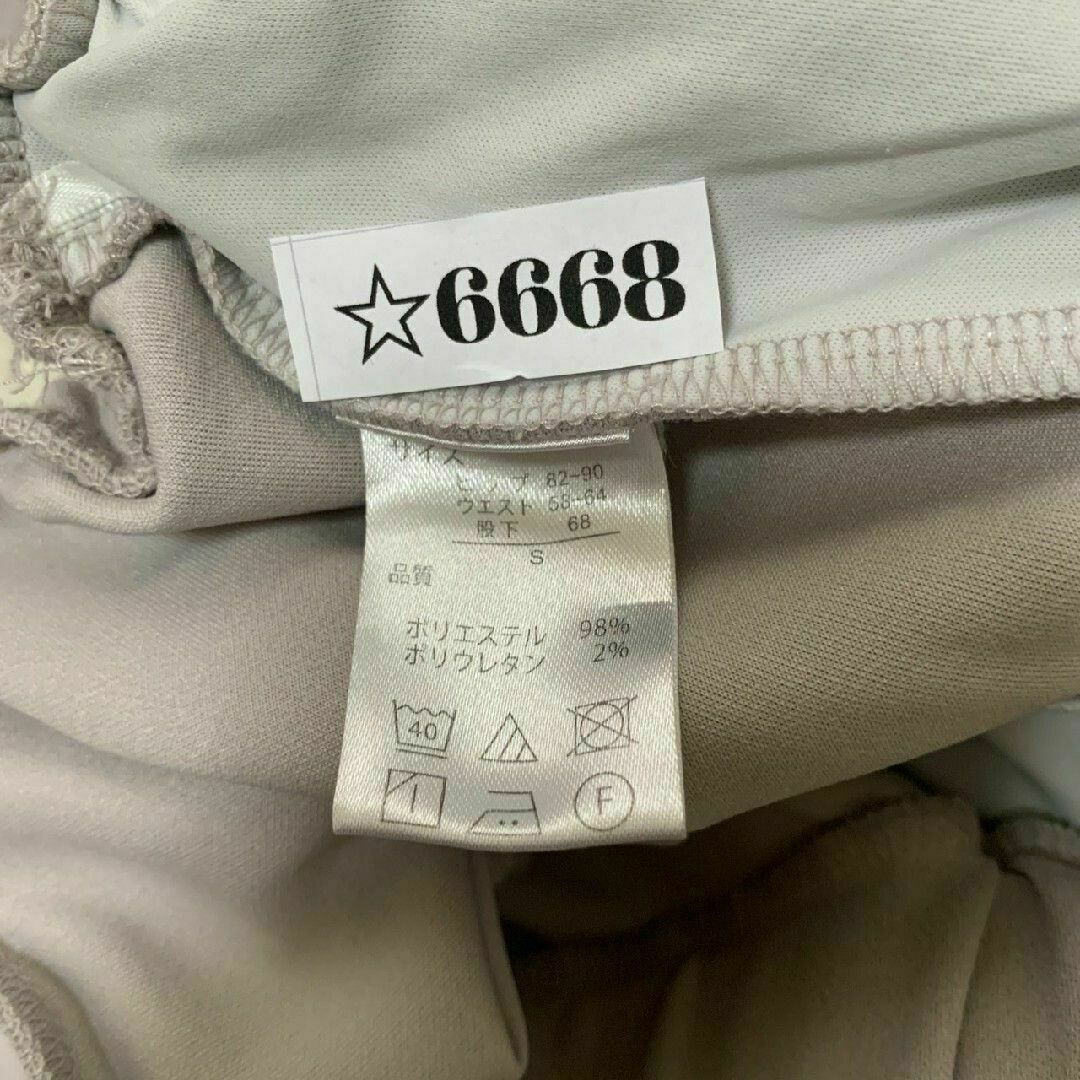 ☆6668
サイズ
ヒップ 82~90
ウエスト 58~64
股下 68
S
品質
ポリエステル 98%
ポリウレタン 2%
40
F